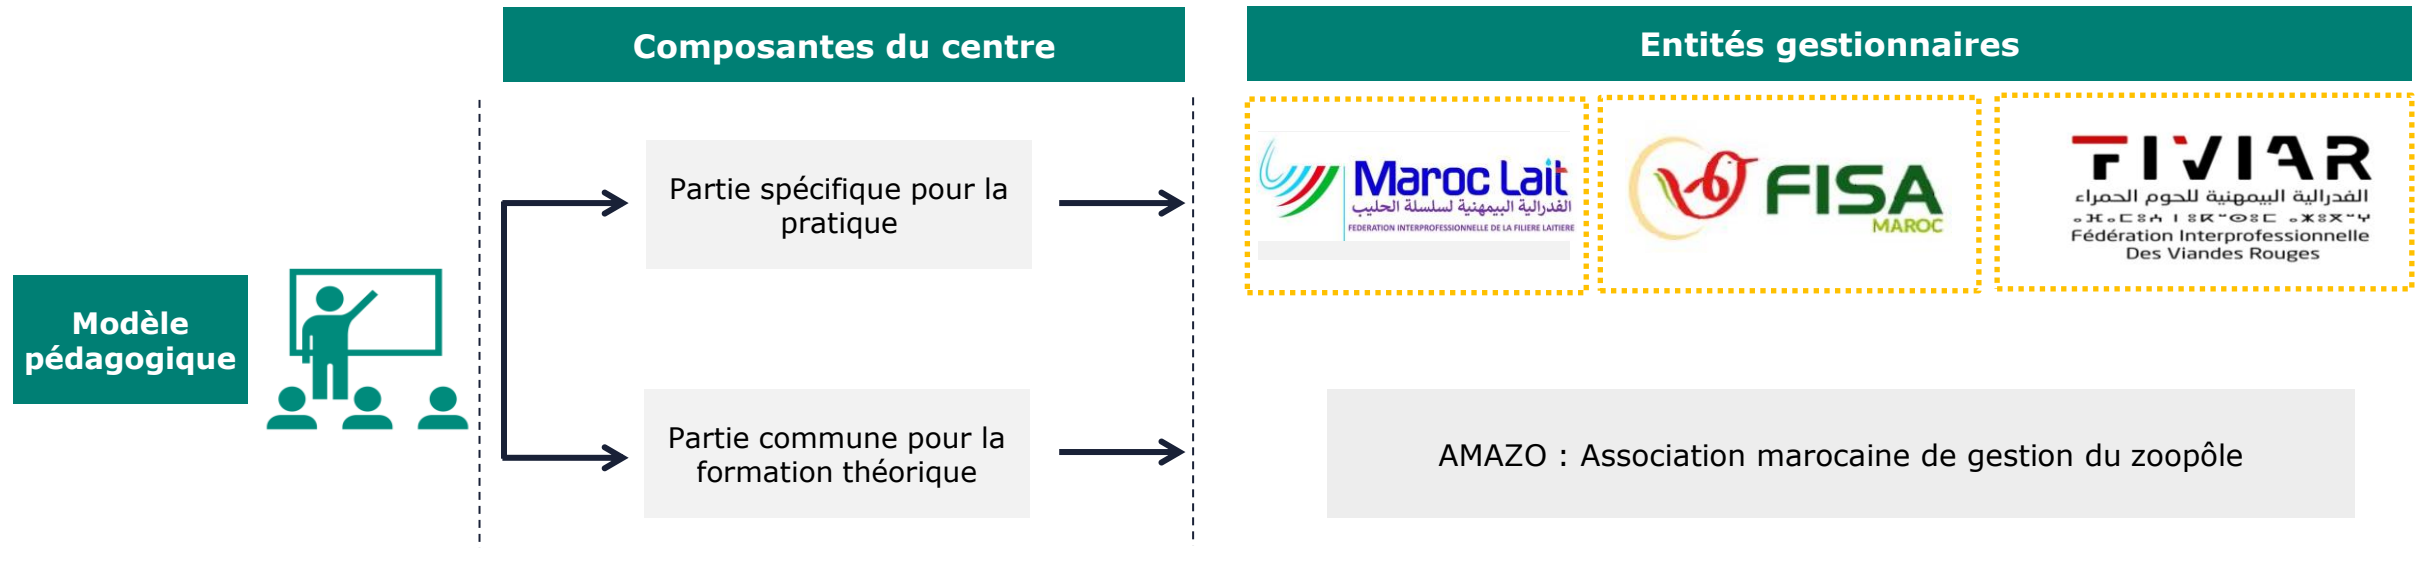 Composantes du centre
Entités gestionnaires
Modèle
pédagogique
Partie spécifique pour la
pratique
Maroc Lait
الفدرالية البيمهنية لسلسلة الحليب
FEDERATION INTERPROFESSIONNELLE DE LA FILIERE LAITIERE
FISA
MAROC
FIVIAR
الفدرالية البيمهنية للحوم الحمراء
Fédération Interprofessionnelle
Des Viandes Rouges
Partie commune pour la
formation théorique
AMAZO : Association marocaine de gestion du zoopôle